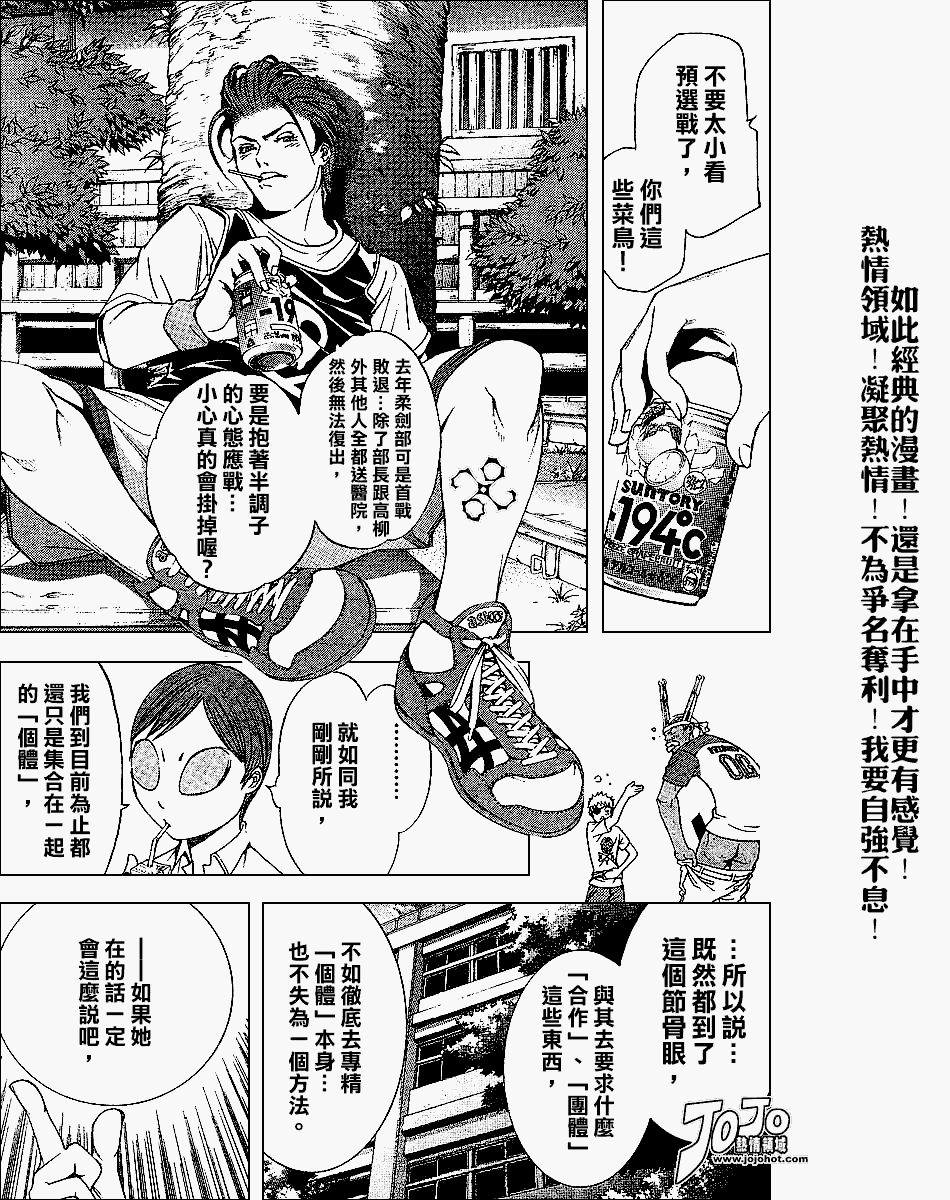 不要太小看
預選戰了，
你們這
些菜鳥！
SUNTORY
-194℃
-19
去年柔劍部可是首戰
敗退…除了部長跟高柳
外其他人全都送醫院，
然後無法復出，
要是抱著半調子
的心態應戰…
小心真的會掛掉喔？
asics
………
就如同我
剛剛所說，
我們到目前為止都
還只是集合在一起
的「個體」，
…所以說…
既然都到了
這個節骨眼，
與其去要求什麼
「合作」、「團體」
這些東西，
不如徹底去專精
「個體」本身…
也不失為一個方法。
——如果她
在的話一定
會這麼說吧，
如此經典的漫畫！還是拿在手中才更有感覺！
熱情領域！凝聚熱情！不為爭名奪利！我要自強不息！
JOJO
熱情領域
www.jojohot.com